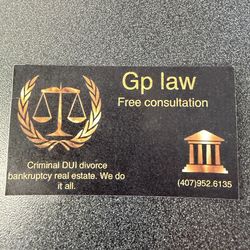 Gp law
Free consultation
Criminal DUI divorce
bankruptcy real estate. We do
it all.
(407)952.6135